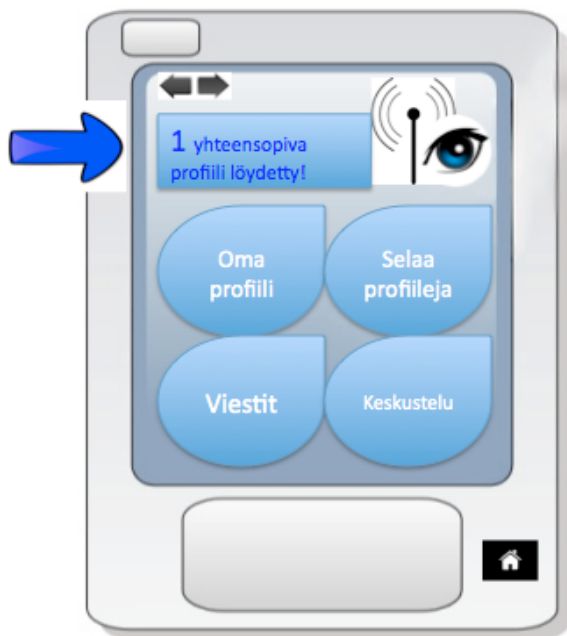 1 yhteensopiva
profiili löydetty!
Oma
profiili
Selaa
profiileja
Viestit
Keskustelu